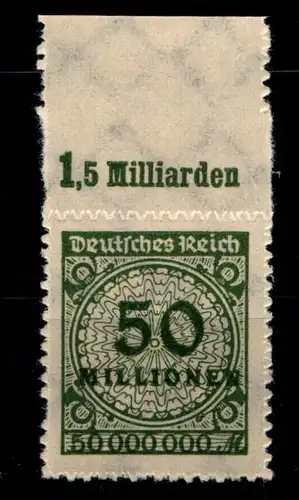 1,5 Milliarden
Deutsches Reich
50
MILLIONEN
50 000 000 M